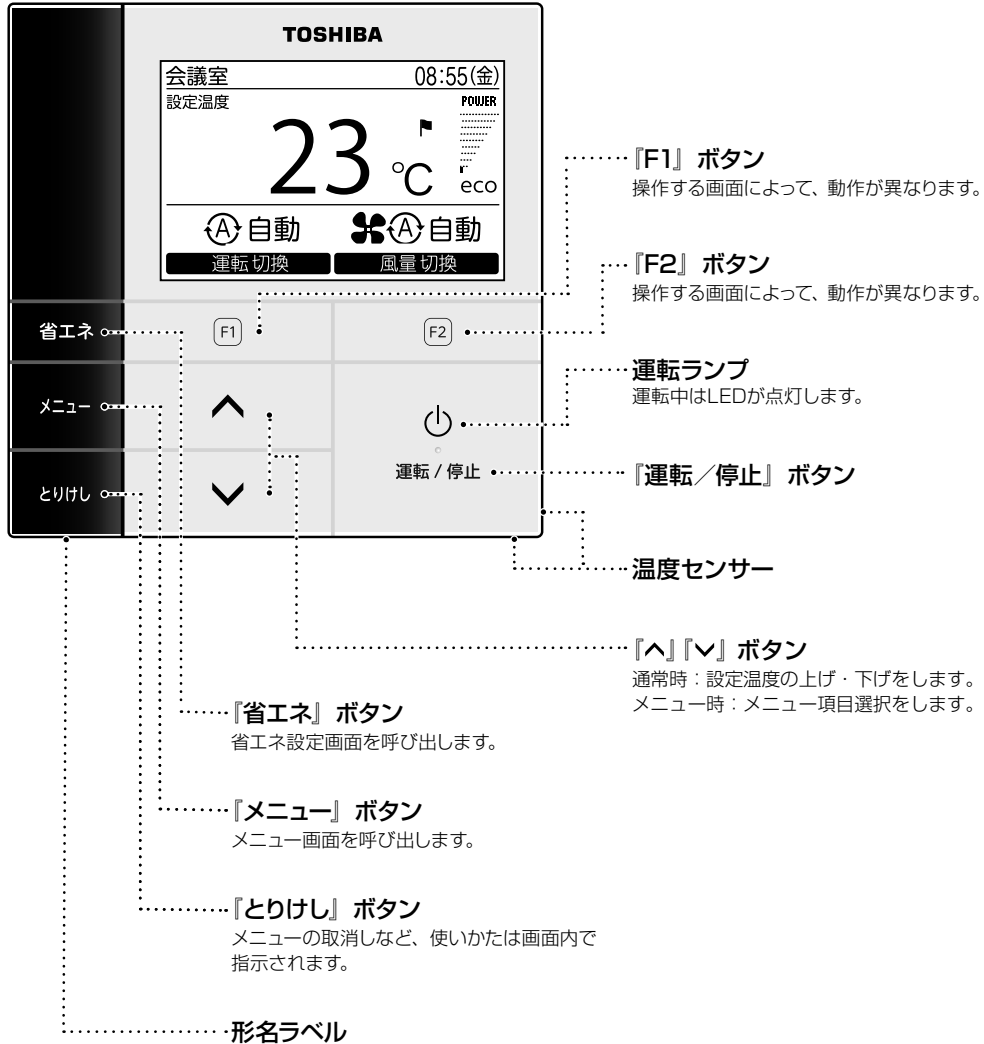 TOSHIBA
会議室 08:55(金)
設定温度 POWER
23 ℃
eco
Ⓐ 自動 Ⓐ 自動
運転切換 風量切換
省エネ F1 F2
メニュー
運転 / 停止
とりけし
『F1』 ボタン
操作する画面によって、動作が異なります。
『F2』 ボタン
操作する画面によって、動作が異なります。
運転ランプ
運転中はLEDが点灯します。
『運転／停止』 ボタン
温度センサー
『∧』『∨』 ボタン
通常時：設定温度の上げ・下げをします。
メニュー時：メニュー項目選択をします。
『省エネ』 ボタン
省エネ設定画面を呼び出します。
『メニュー』 ボタン
メニュー画面を呼び出します。
『とりけし』 ボタン
メニューの取消しなど、使いかたは画面内で
指示されます。
形名ラベル